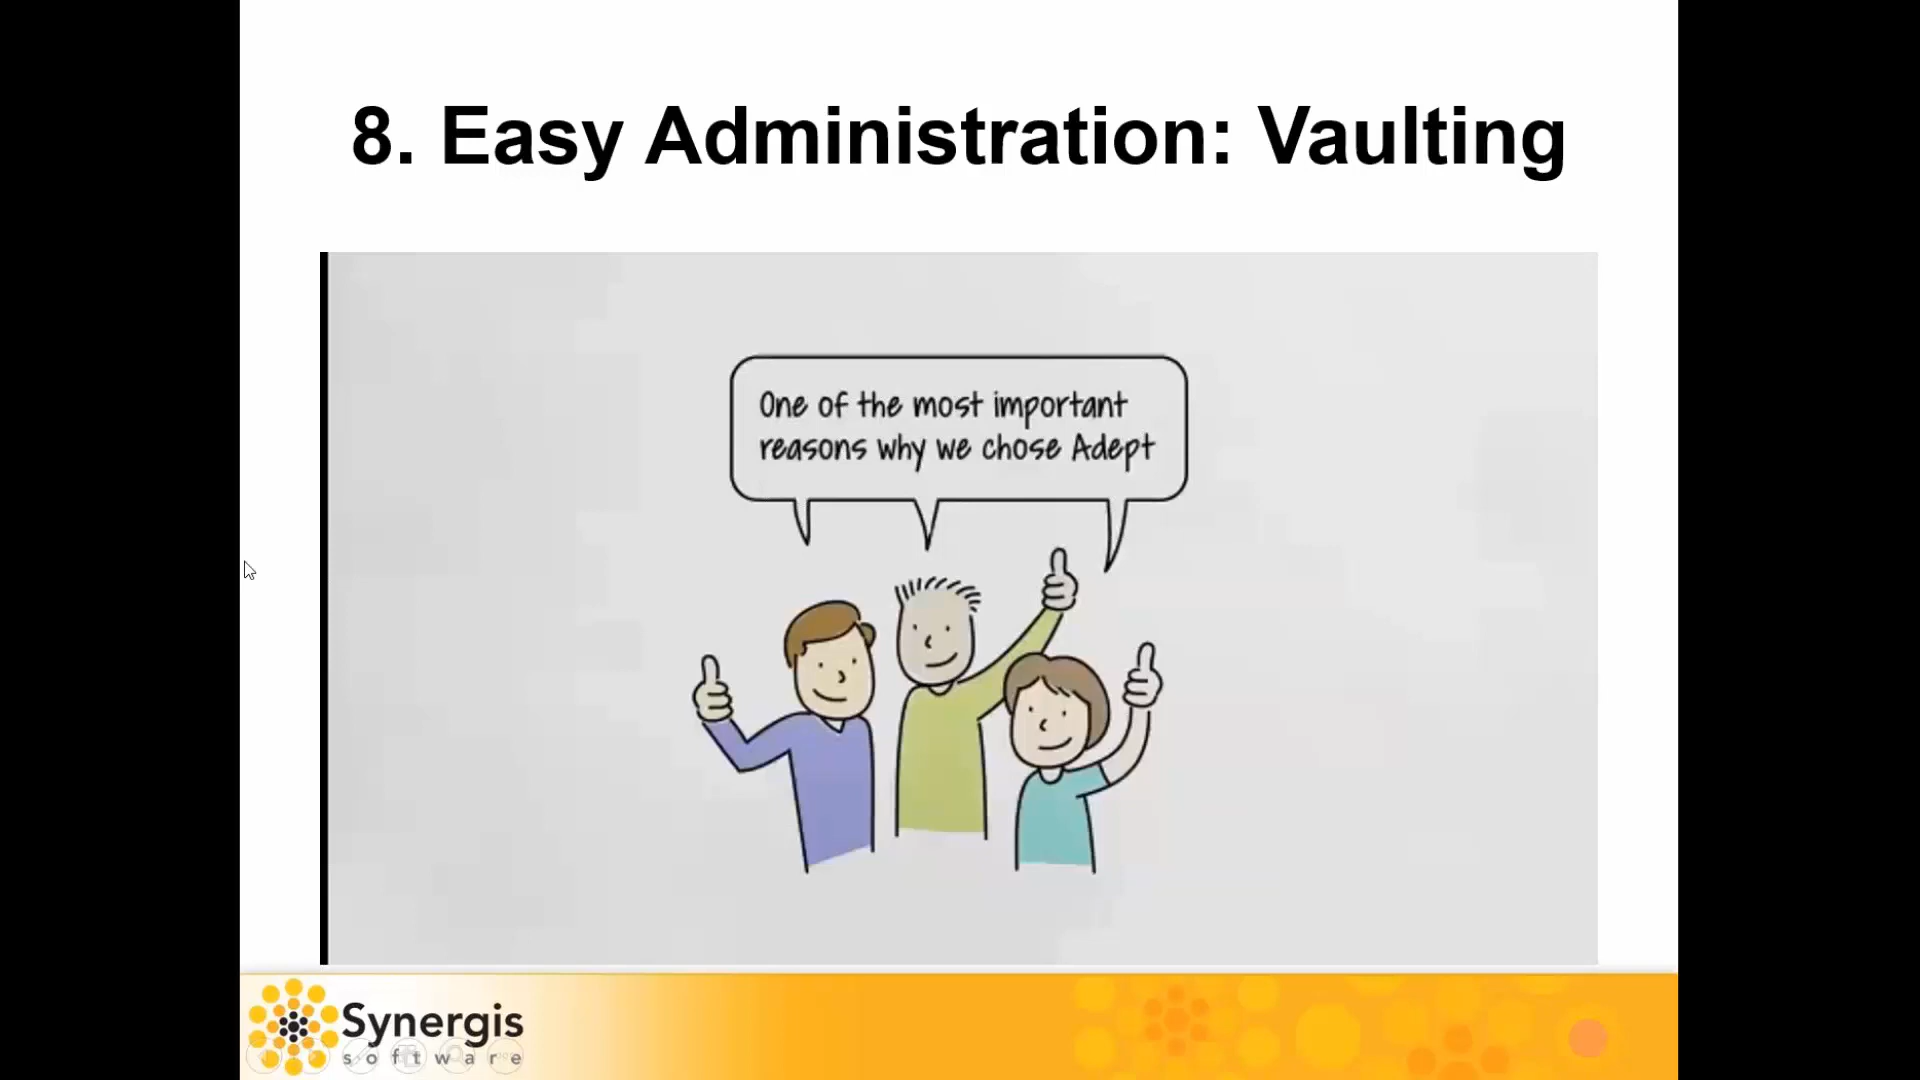 8. Easy Administration: Vaulting
One of the most important
reasons why we chose Adept
Synergis
software